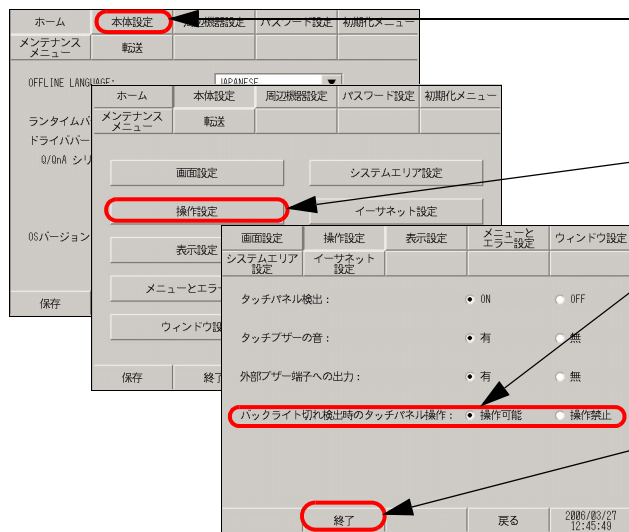 ホーム 本体設定 周辺機器設定 パスワード設定 初期化メニュー
メンテナンス
メニュー 転送
OFFLINE LANGUAGE: JAPANESE
ランタイムバ
ドライババー
Q/QnA シリ
OSバージョン
保存
ホーム 本体設定 周辺機器設定 パスワード設定 初期化メニュー
メンテナンス
メニュー 転送
画面設定 システムエリア設定
操作設定 イーサネット設定
表示設定
メニューとエラー
ウィンドウ設
保存 終了
画面設定 操作設定 表示設定 メニューと
エラー設定 ウィンドウ設定
システムエリア
設定 イーサネット
設定
タッチパネル検出: ON OFF
タッチブザーの音: 有 無
外部ブザー端子への出力: 有 無
バックライト切れ検出時のタッチパネル操作: 操作可能 操作禁止
終了 戻る 2006/03/27
12:45:49